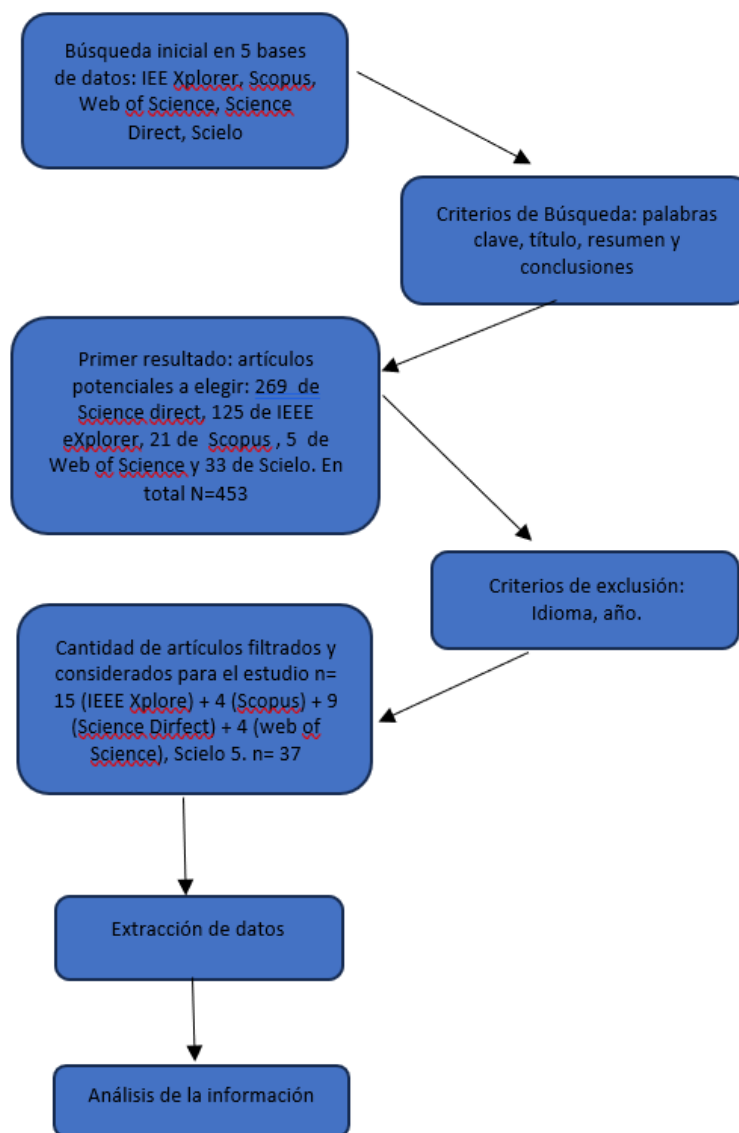 Búsqueda inicial en 5 bases
de datos: IEE Xplorer, Scopus,
Web of Science, Science
Direct, Scielo
Criterios de Búsqueda: palabras
clave, título, resumen y
conclusiones
Primer resultado: artículos
potenciales a elegir: 269 de
Science direct, 125 de IEEE
eXplorer, 21 de Scopus , 5 de
Web of Science y 33 de Scielo. En
total N=453
Criterios de exclusión:
Idioma, año.
Cantidad de artículos filtrados y
considerados para el estudio n=
15 (IEEE Xplore) + 4 (Scopus) + 9
(Science Dirfect) + 4 (web of
Science), Scielo 5. n= 37
Extracción de datos
Análisis de la información